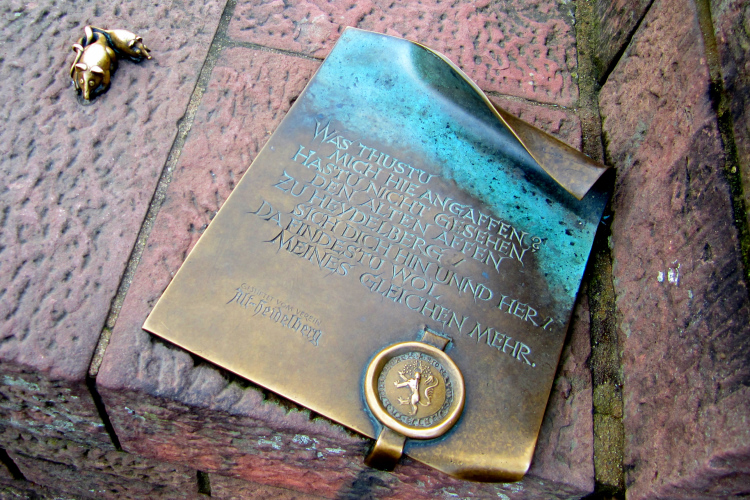 WAS THUSTU
MICH HIE ANGAFFEN?
HASTU NICHT GESEHEN
DEN ALTEN AFFEN
ZU HEYDELBERG /
SICH DICH HIN UNND HER /
DA FINDESTU WOL
MEINES GLEICHEN MEHR.
Alt-Heidelberg